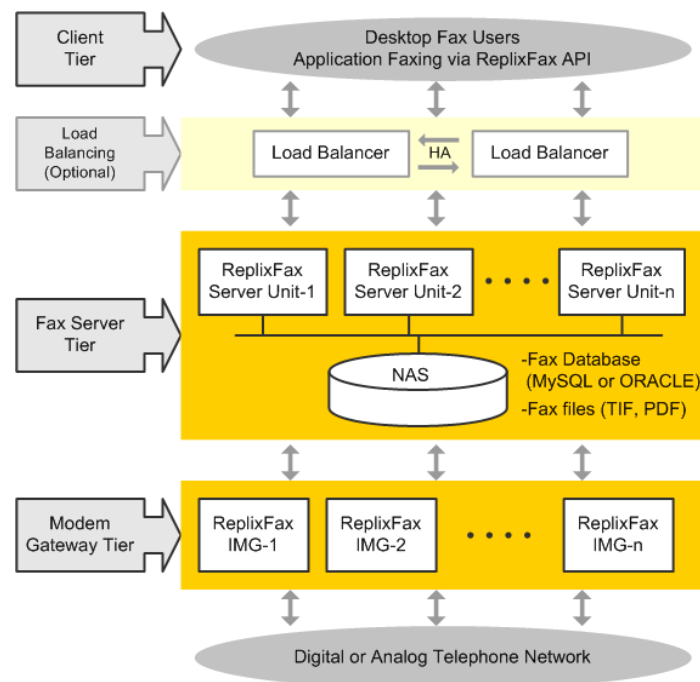 Client
Tier
Desktop Fax Users
Application Faxing via ReplixFax API
Load
Balancing
(Optional)
Load Balancer
HA
Load Balancer
Fax Server
Tier
ReplixFax
Server Unit-1
ReplixFax
Server Unit-2
ReplixFax
Server Unit-n
NAS
-Fax Database
(MySQL or ORACLE)
-Fax files (TIF, PDF)
Modem
Gateway Tier
ReplixFax
IMG-1
ReplixFax
IMG-2
ReplixFax
IMG-n
Digital or Analog Telephone Network